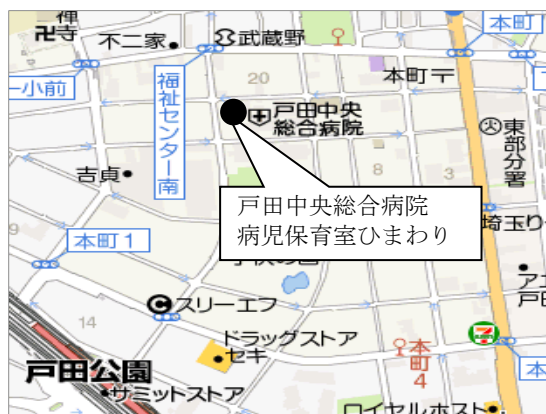 禅寺
不二家
武蔵野
本町
一小前
福祉センター南
20
本町
戸田中央
総合病院
東部分署
吉貞
8
3
戸田中央総合病院
病児保育室ひまわり
埼玉り
本町1
スリーエフ
14
ドラッグストア
セキ
本町
4
戸田
本
戸田公園
サミットストア
ロイヤルホスト